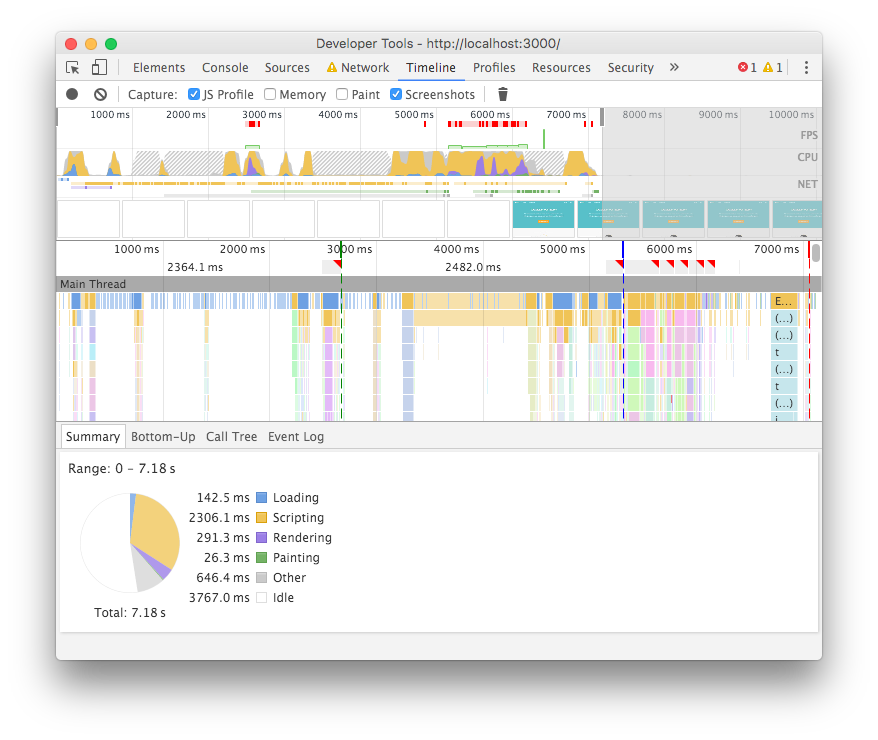 Developer Tools - http://localhost:3000/
Elements Console Sources Network Timeline Profiles Resources Security » 1 1
Capture: JS Profile Memory Paint Screenshots
1000 ms 2000 ms 3000 ms 4000 ms 5000 ms 6000 ms 7000 ms 8000 ms 9000 ms 10000 ms
FPS
CPU
NET
1000 ms 2000 ms 3000 ms 4000 ms 5000 ms 6000 ms 7000 ms
2364.1 ms 2482.0 ms
Main Thread
E...
(...)
(...)
t
(...)
t
(...)
Summary Bottom-Up Call Tree Event Log
Range: 0 – 7.18 s
142.5 ms Loading
2306.1 ms Scripting
291.3 ms Rendering
26.3 ms Painting
646.4 ms Other
3767.0 ms Idle
Total: 7.18 s